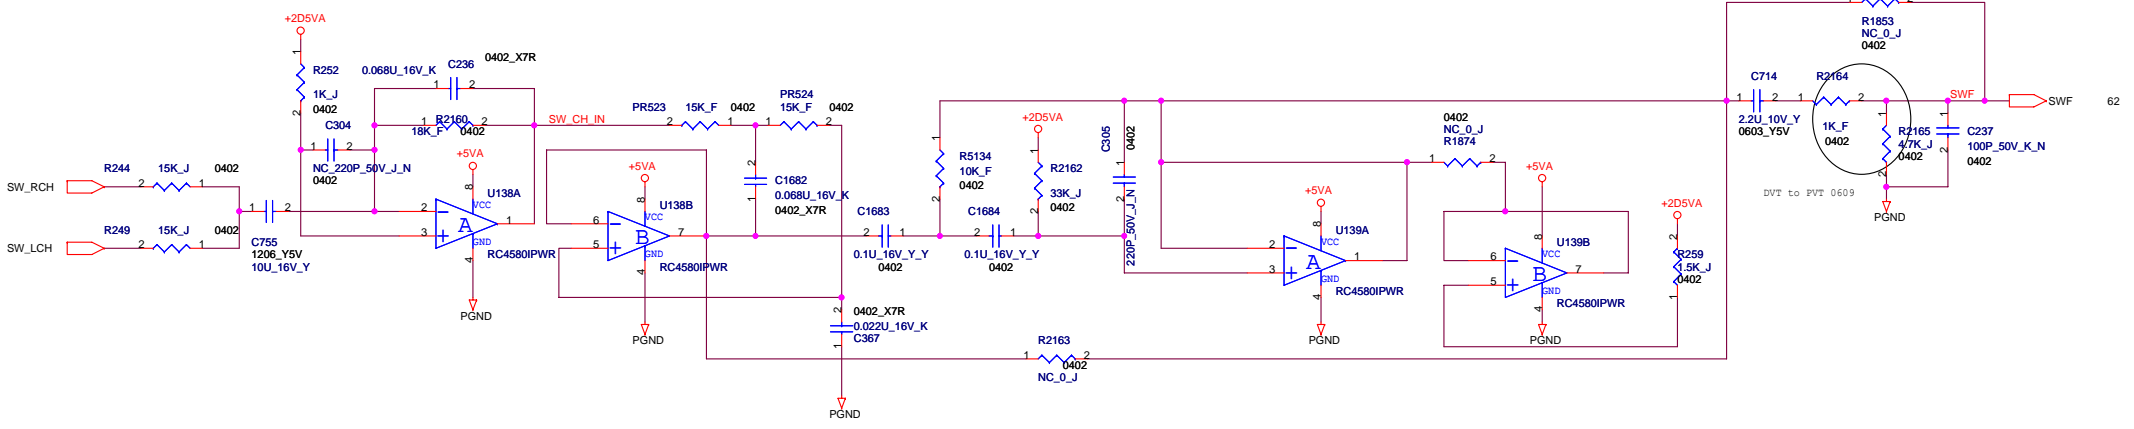 +2D5VA
R252
1K_J
0402
C304
NC_220P_50V_J_N
0402
0.068U_16V_K
C236
0402_X7R
R2160
18K_F
0402
SW_CH_IN
SW_RCH
R244
15K_J
0402
SW_LCH
R249
15K_J
0402
C755
1206_Y5V
10U_16V_Y
+5VA
U138A
VCC
A
GND
RC4580IPWR
PGND
+5VA
U138B
VCC
B
GND
RC4580IPWR
PGND
PR523
15K_F
0402
PR524
15K_F
0402
C1682
0.068U_16V_K
0402_X7R
0402_X7R
0.022U_16V_K
C367
PGND
C1683
0.1U_16V_Y_Y
0402
R5134
10K_F
0402
C1684
0.1U_16V_Y_Y
0402
+2D5VA
R2162
33K_J
0402
C305
0402
220P_50V_J_N
R2163
0402
NC_0_J
+5VA
U139A
VCC
A
GND
RC4580IPWR
PGND
0402
NC_0_J
R1874
+5VA
U139B
VCC
B
GND
RC4580IPWR
PGND
+2D5VA
R259
1.5K_J
0402
R1853
NC_0_J
0402
C714
2.2U_10V_Y
0603_Y5V
R2164
1K_F
0402
R2165
4.7K_J
0402
SWF
C237
100P_50V_K_N
0402
PGND
DVT to PVT 0609
SWF
62